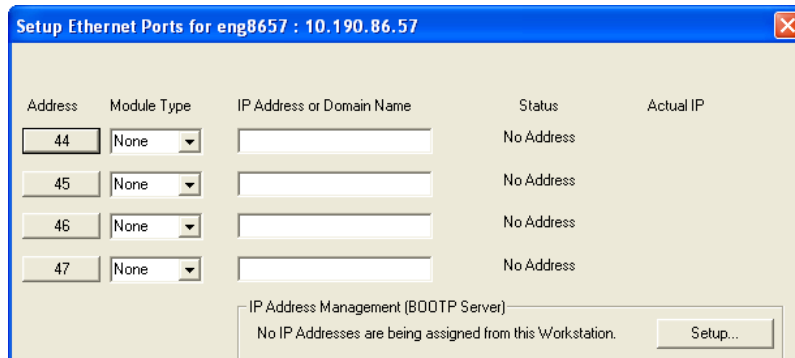 Setup Ethernet Ports for eng8657 : 10.190.86.57
Address Module Type IP Address or Domain Name Status Actual IP
44 None No Address
45 None No Address
46 None No Address
47 None No Address
IP Address Management (BOOTP Server)
No IP Addresses are being assigned from this Workstation. Setup...